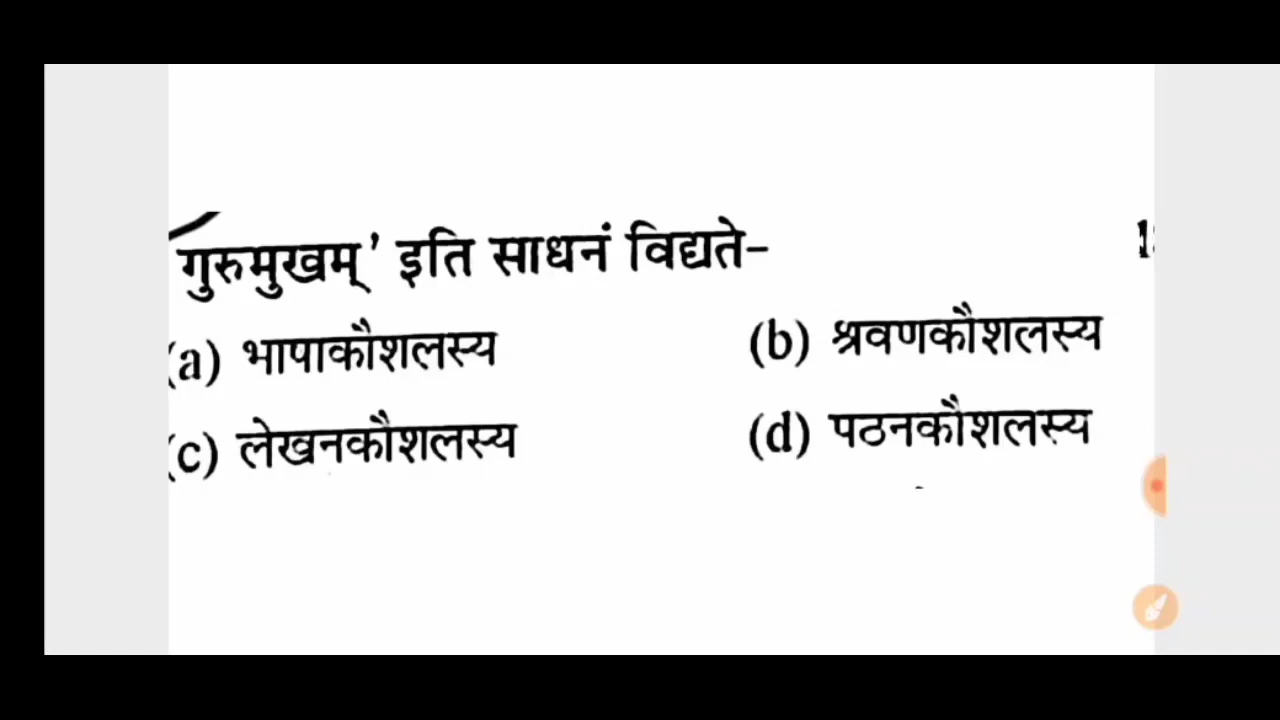 गुरुमुखम् ' इति साधनं विद्यते–
(a) भाषाकौशलस्य (b) श्रवणकौशलस्य
(c) लेखनकौशलस्य (d) पठनकौशलस्य